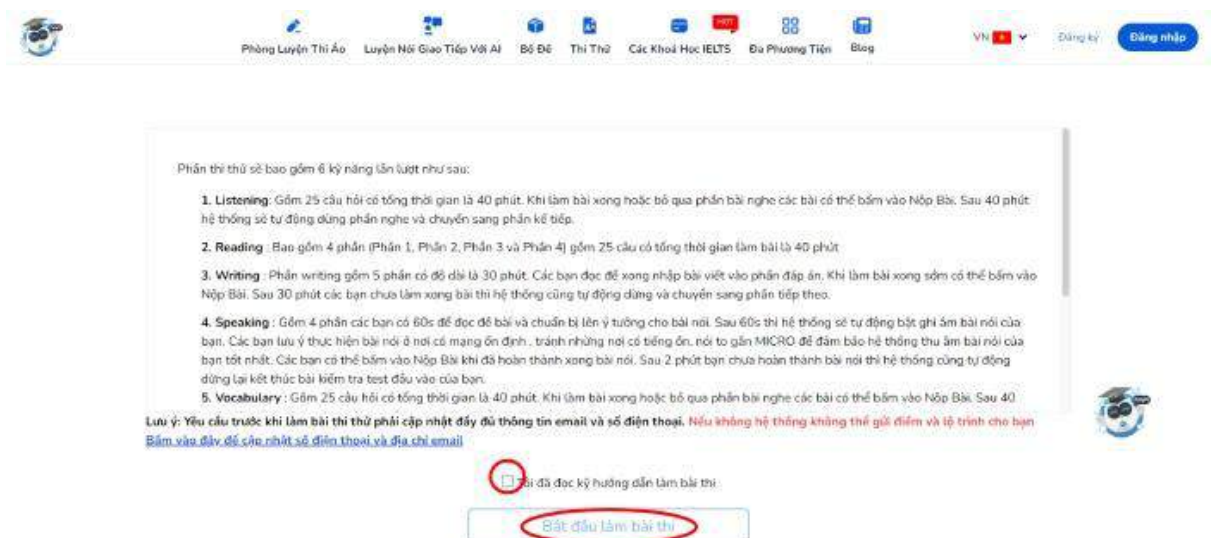 Phòng Luyện Thi Ảo Luyện Nói Giao Tiếp Với AI Bộ Đề Thi Thử Các Khoá Học IELTS HOT Đa Phương Tiện Blog VN Đăng ký Đăng nhập
Phần thi thử sẽ bao gồm 6 kỹ năng lần lượt như sau:
1. Listening: Gồm 25 câu hỏi có tổng thời gian là 40 phút. Khi làm bài xong hoặc bỏ qua phần bài nghe các bài có thể bấm vào Nộp Bài. Sau 40 phút
hệ thống sẽ tự động dừng phần nghe và chuyển sang phần kế tiếp.
2. Reading : Bao gồm 4 phần (Phần 1, Phần 2, Phần 3 và Phần 4) gồm 25 câu có tổng thời gian làm bài là 40 phút
3. Writing : Phần writing gồm 5 phần có độ dài là 30 phút. Các bạn đọc đề xong nhập bài viết vào phần đáp án. Khi làm bài xong sớm có thể bấm vào
Nộp Bài. Sau 30 phút các bạn chưa làm xong bài thi hệ thống cũng tự động dừng và chuyển sang phần tiếp theo.
4. Speaking : Gồm 4 phần các bạn có 60s để đọc đề bài và chuẩn bị lên ý tưởng cho bài nói. Sau 60s thì hệ thống sẽ tự động bật ghi âm bài nói của
bạn. Các bạn lưu ý thực hiện bài nói ở nơi có mạng ổn định , tránh những nơi có tiếng ồn, nói to gần MICRO để đảm bảo hệ thống thu âm bài nói của
bạn tốt nhất. Các bạn có thể bấm vào Nộp Bài khi đã hoàn thành xong bài nói. Sau 2 phút bạn chưa hoàn thành bài nói thì hệ thống cũng tự động
dừng lại kết thúc bài kiểm tra test đầu vào của bạn.
5. Vocabulary : Gồm 25 câu hỏi có tổng thời gian là 40 phút. Khi làm bài xong hoặc bỏ qua phần bài nghe các bài có thể bấm vào Nộp Bài. Sau 40
Lưu ý: Yêu cầu trước khi làm bài thi thử phải cập nhật đầy đủ thông tin email và số điện thoại. Nếu không hệ thống không thể gửi điểm và lộ trình cho bạn
Bấm vào đây để cập nhật số điện thoại và địa chỉ email
Tôi đã đọc kỹ hướng dẫn làm bài thi
Bắt đầu làm bài thi